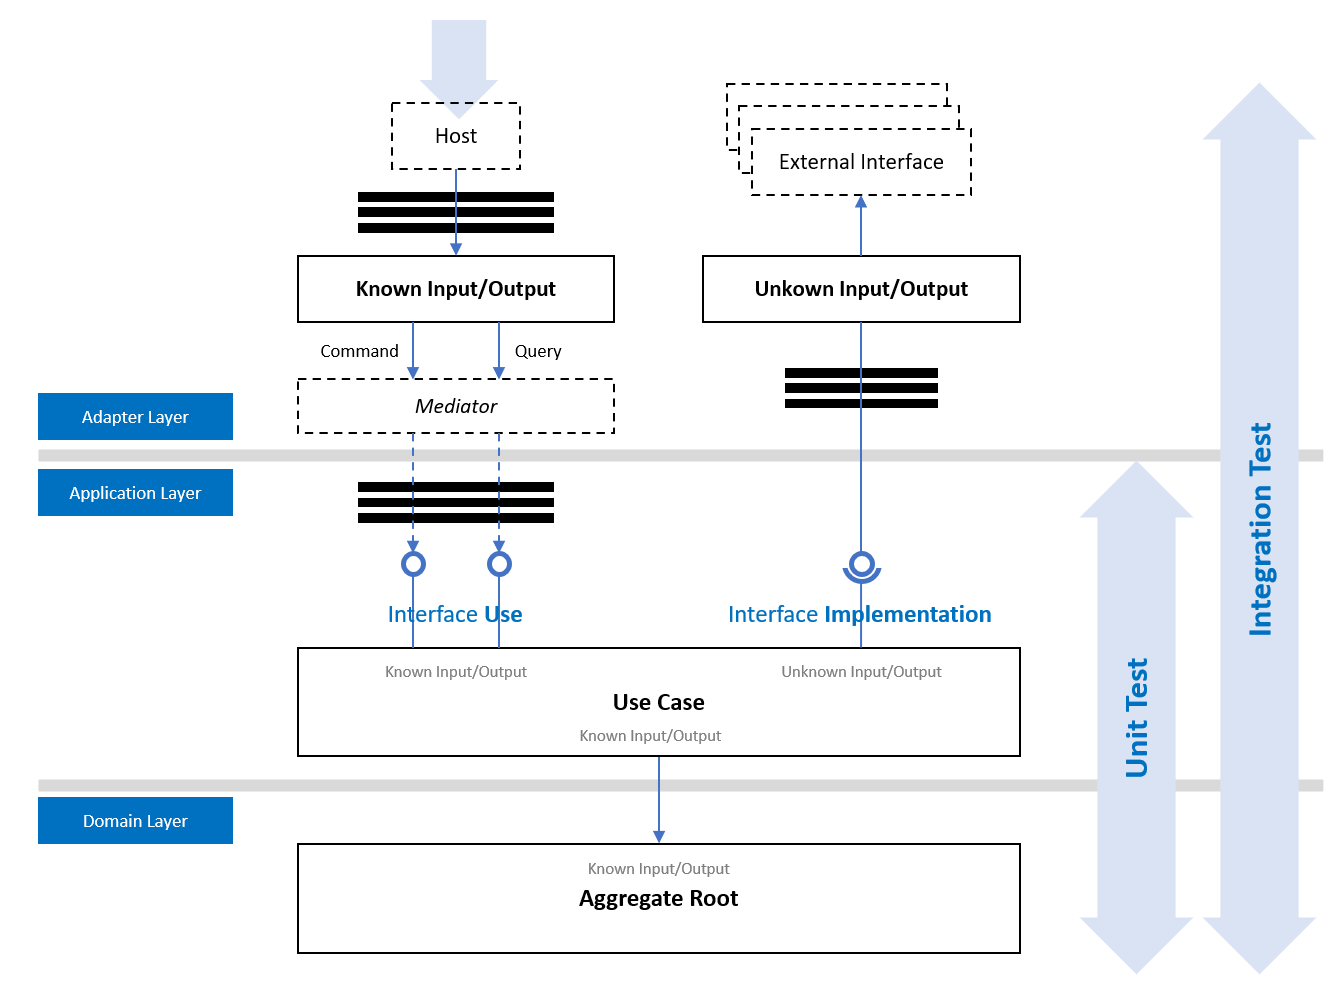 Host
External Interface
Known Input/Output
Unkown Input/Output
Command
Query
Mediator
Adapter Layer
Application Layer
Interface Use
Interface Implementation
Known Input/Output
Unknown Input/Output
Use Case
Known Input/Output
Domain Layer
Known Input/Output
Aggregate Root
Unit Test
Integration Test